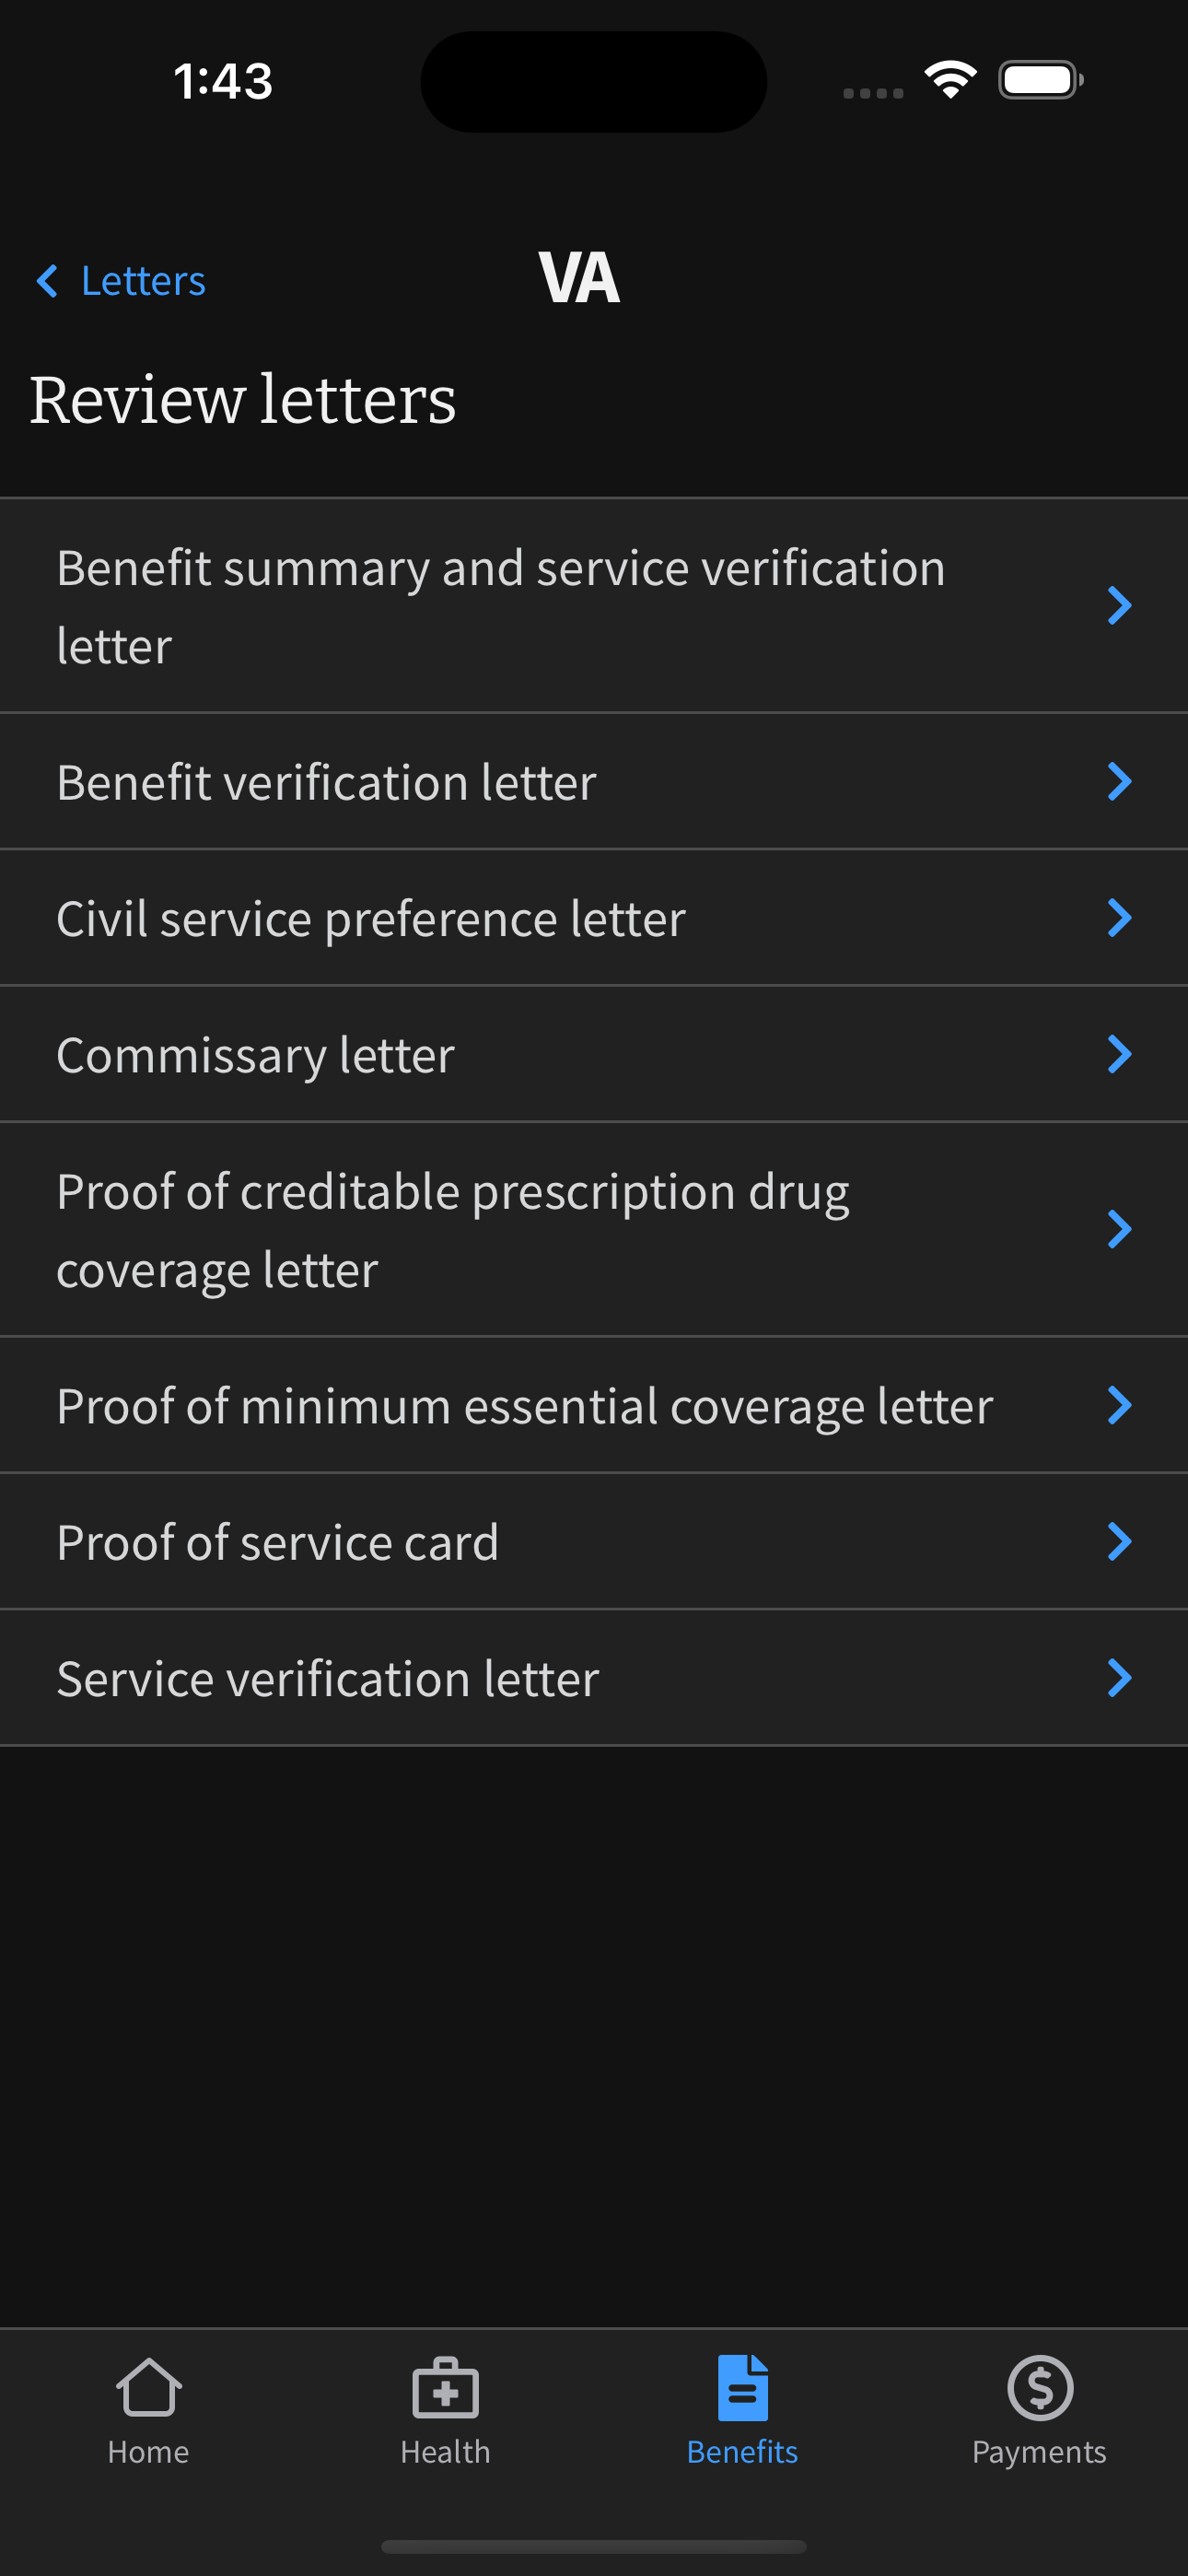 1:43
Letters
VA
Review letters
Benefit summary and service verification
letter
Benefit verification letter
Civil service preference letter
Commissary letter
Proof of creditable prescription drug
coverage letter
Proof of minimum essential coverage letter
Proof of service card
Service verification letter
Home
Health
Benefits
Payments